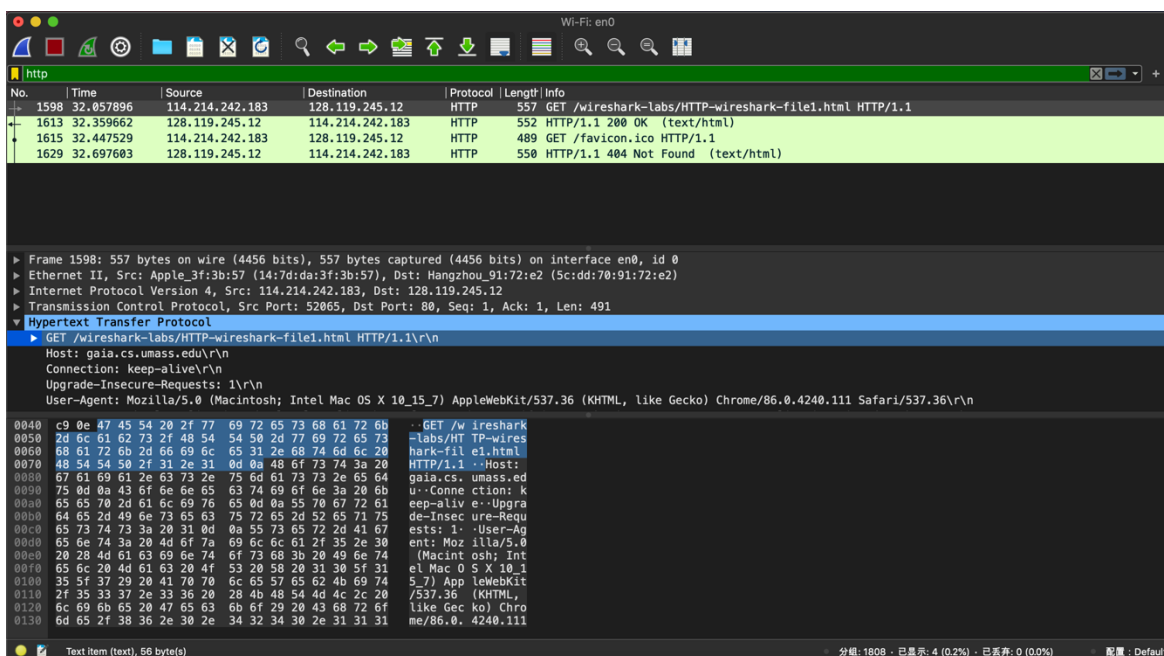 Wi-Fi: en0
http
No. Time Source Destination Protocol Length Info
1598 32.057896 114.214.242.183 128.119.245.12 HTTP 557 GET /wireshark-labs/HTTP-wireshark-file1.html HTTP/1.1
1613 32.359662 128.119.245.12 114.214.242.183 HTTP 552 HTTP/1.1 200 OK (text/html)
1615 32.447529 114.214.242.183 128.119.245.12 HTTP 489 GET /favicon.ico HTTP/1.1
1629 32.697603 128.119.245.12 114.214.242.183 HTTP 550 HTTP/1.1 404 Not Found (text/html)
Frame 1598: 557 bytes on wire (4456 bits), 557 bytes captured (4456 bits) on interface en0, id 0
Ethernet II, Src: Apple_3f:3b:57 (14:7d:da:3f:3b:57), Dst: Hangzhou_91:72:e2 (5c:dd:70:91:72:e2)
Internet Protocol Version 4, Src: 114.214.242.183, Dst: 128.119.245.12
Transmission Control Protocol, Src Port: 52065, Dst Port: 80, Seq: 1, Ack: 1, Len: 491
Hypertext Transfer Protocol
GET /wireshark-labs/HTTP-wireshark-file1.html HTTP/1.1\r\n
Host: gaia.cs.umass.edu\r\n
Connection: keep-alive\r\n
Upgrade-Insecure-Requests: 1\r\n
User-Agent: Mozilla/5.0 (Macintosh; Intel Mac OS X 10_15_7) AppleWebKit/537.36 (KHTML, like Gecko) Chrome/86.0.4240.111 Safari/537.36\r\n
0040 c9 0e 47 45 54 20 2f 77 69 72 65 73 68 61 72 6b ··GET /w ireshark
0050 2d 6c 61 62 73 2f 48 54 54 50 2d 77 69 72 65 73 -labs/HT TP-wires
0060 68 61 72 6b 2d 66 69 6c 65 31 2e 68 74 6d 6c 20 hark-fil e1.html
0070 48 54 54 50 2f 31 2e 31 0d 0a 48 6f 73 74 3a 20 HTTP/1.1 ··Host:
0080 67 61 69 61 2e 63 73 2e 75 6d 61 73 73 2e 65 64 gaia.cs. umass.ed
0090 75 0d 0a 43 6f 6e 6e 65 63 74 69 6f 6e 3a 20 6b u··Conne ction: k
00a0 65 65 70 2d 61 6c 69 76 65 0d 0a 55 70 67 72 61 eep-aliv e··Upgra
00b0 64 65 2d 49 6e 73 65 63 75 72 65 2d 52 65 71 75 de-Insec ure-Requ
00c0 65 73 74 73 3a 20 31 0d 0a 55 73 65 72 2d 41 67 ests: 1· ·User-Ag
00d0 65 6e 74 3a 20 4d 6f 7a 69 6c 6c 61 2f 35 2e 30 ent: Moz illa/5.0
00e0 20 28 4d 61 63 69 6e 74 6f 73 68 3b 20 49 6e 74 (Macint osh; Int
00f0 65 6c 20 4d 61 63 20 4f 53 20 58 20 31 30 5f 31 el Mac O S X 10_1
0100 35 5f 37 29 20 41 70 70 6c 65 57 65 62 4b 69 74 5_7) App leWebKit
0110 2f 35 33 37 2e 33 36 20 28 4b 48 54 4d 4c 2c 20 /537.36 (KHTML,
0120 6c 69 6b 65 20 47 65 63 6b 6f 29 20 43 68 72 6f like Gec ko) Chro
0130 6d 65 2f 38 36 2e 30 2e 34 32 34 30 2e 31 31 31 me/86.0. 4240.111
Text item (text), 56 byte(s) 分组: 1808 · 已显示: 4 (0.2%) · 已丢弃: 0 (0.0%) 配置: Default